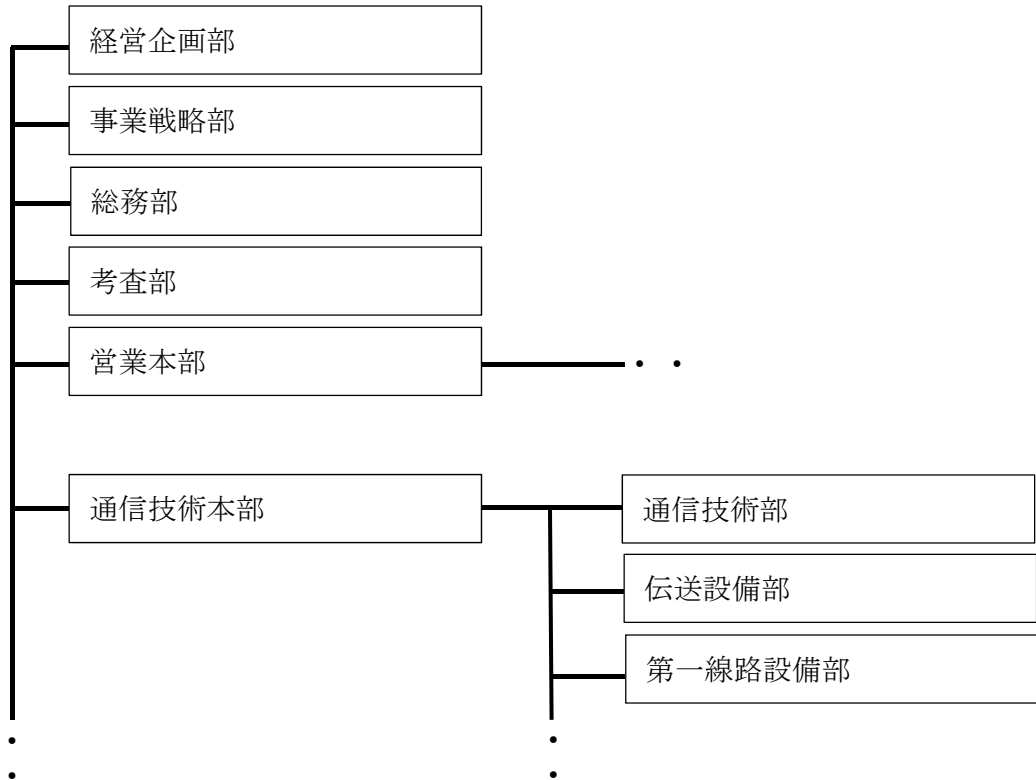 経営企画部
事業戦略部
総務部
考査部
営業本部
通信技術本部
通信技術部
伝送設備部
第一線路設備部